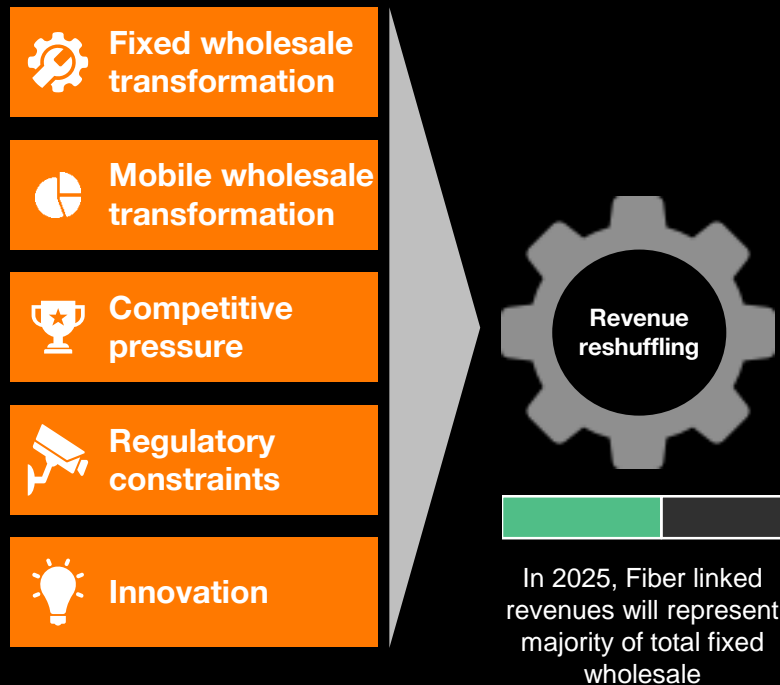 Fixed wholesale
transformation
Mobile wholesale
transformation
Competitive
pressure
Regulatory
constraints
Innovation
Revenue
reshuffling
In 2025, Fiber linked
revenues will represent
majority of total fixed
wholesale